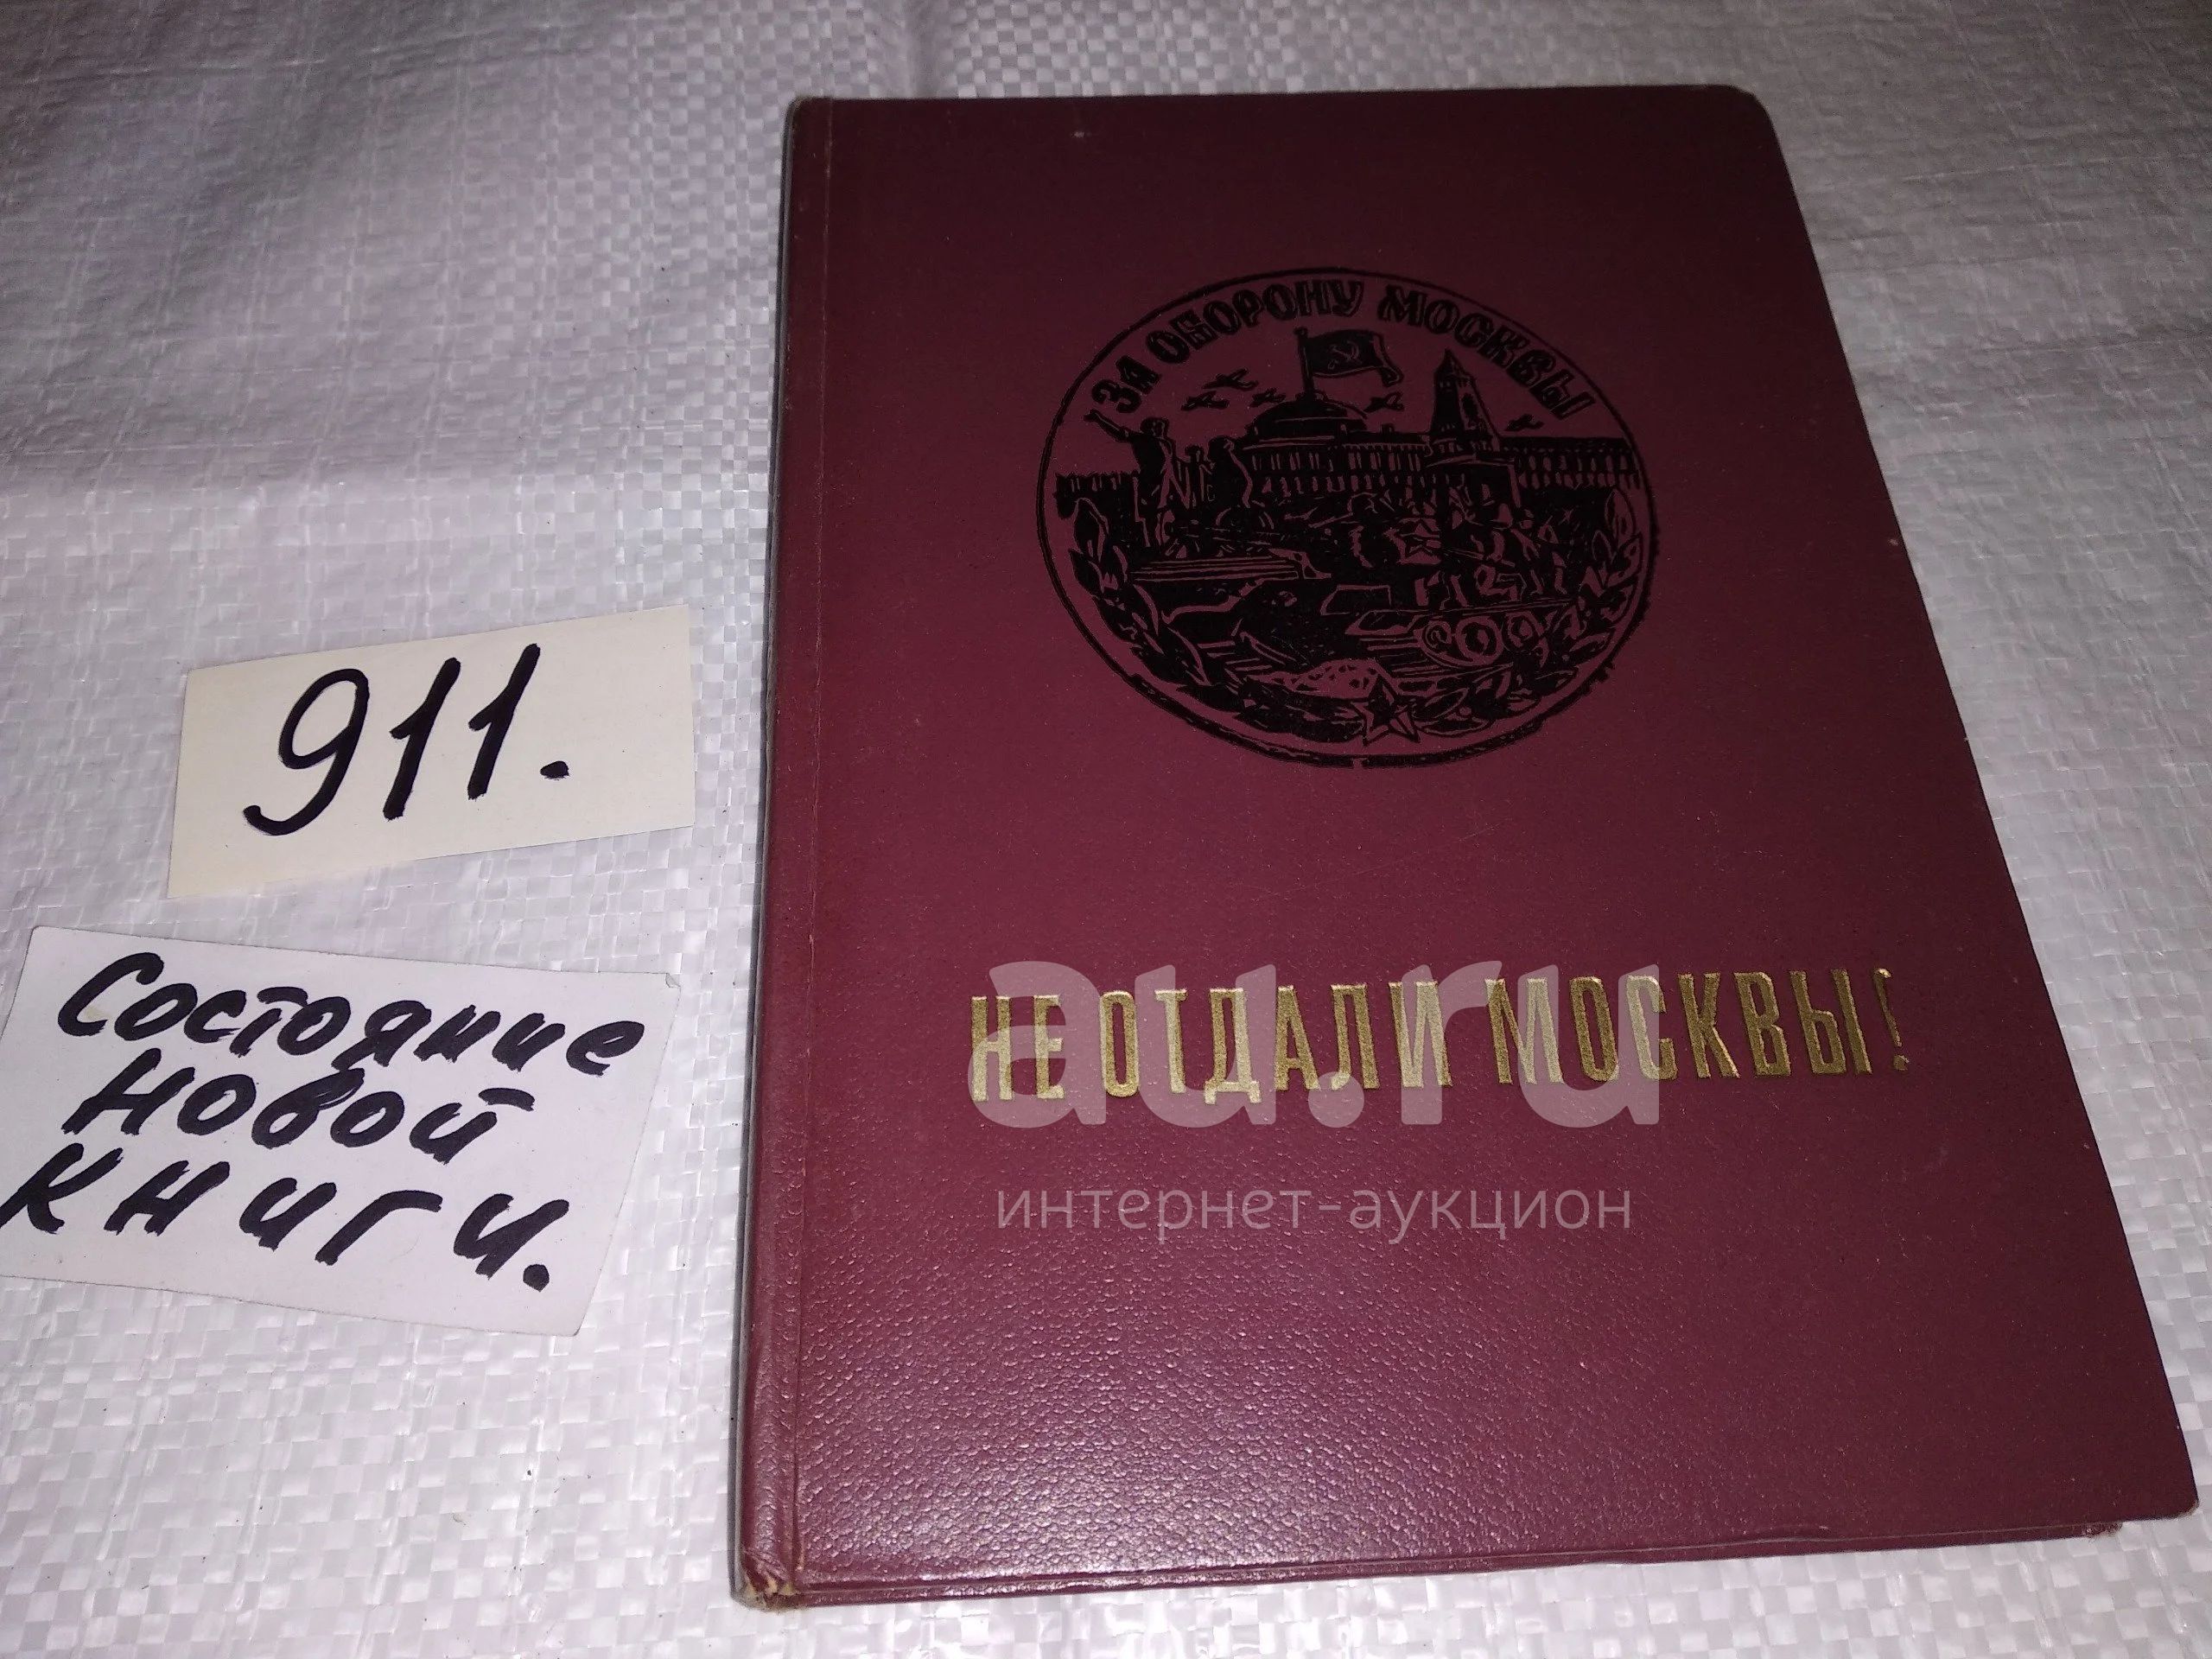 ЗА ОБОРОНУ МОСКВЫ
911.
Состояние
новой
книги.
НЕ ОТДАЛИ МОСКВЫ!
au.ru
интернет-аукцион